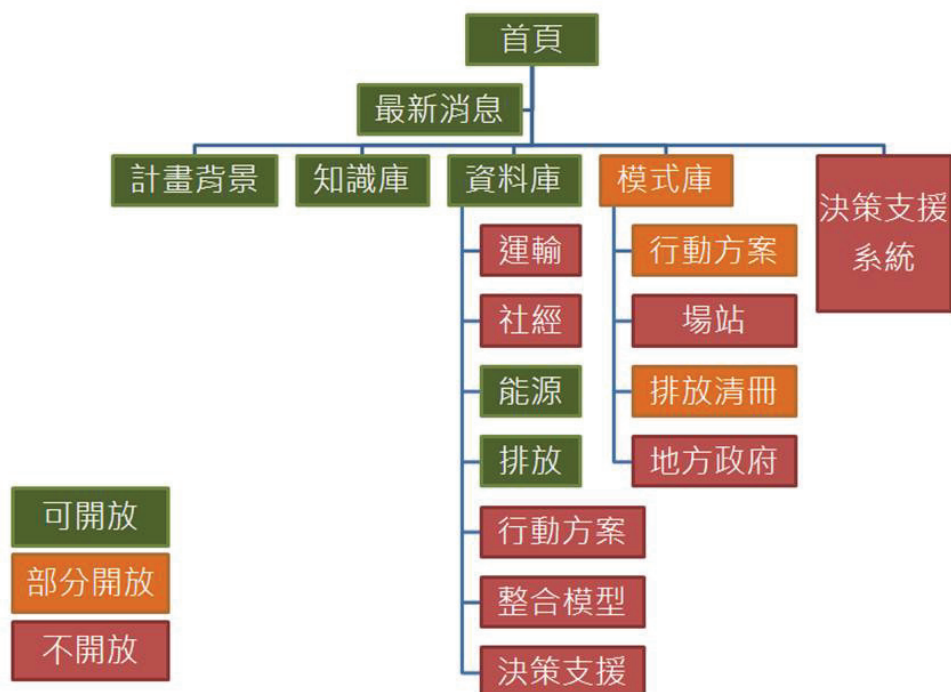 首頁
最新消息
計畫背景
知識庫
資料庫
模式庫
決策支援
系統
運輸
社經
能源
排放
行動方案
整合模型
決策支援
行動方案
場站
排放清冊
地方政府
可開放
部分開放
不開放